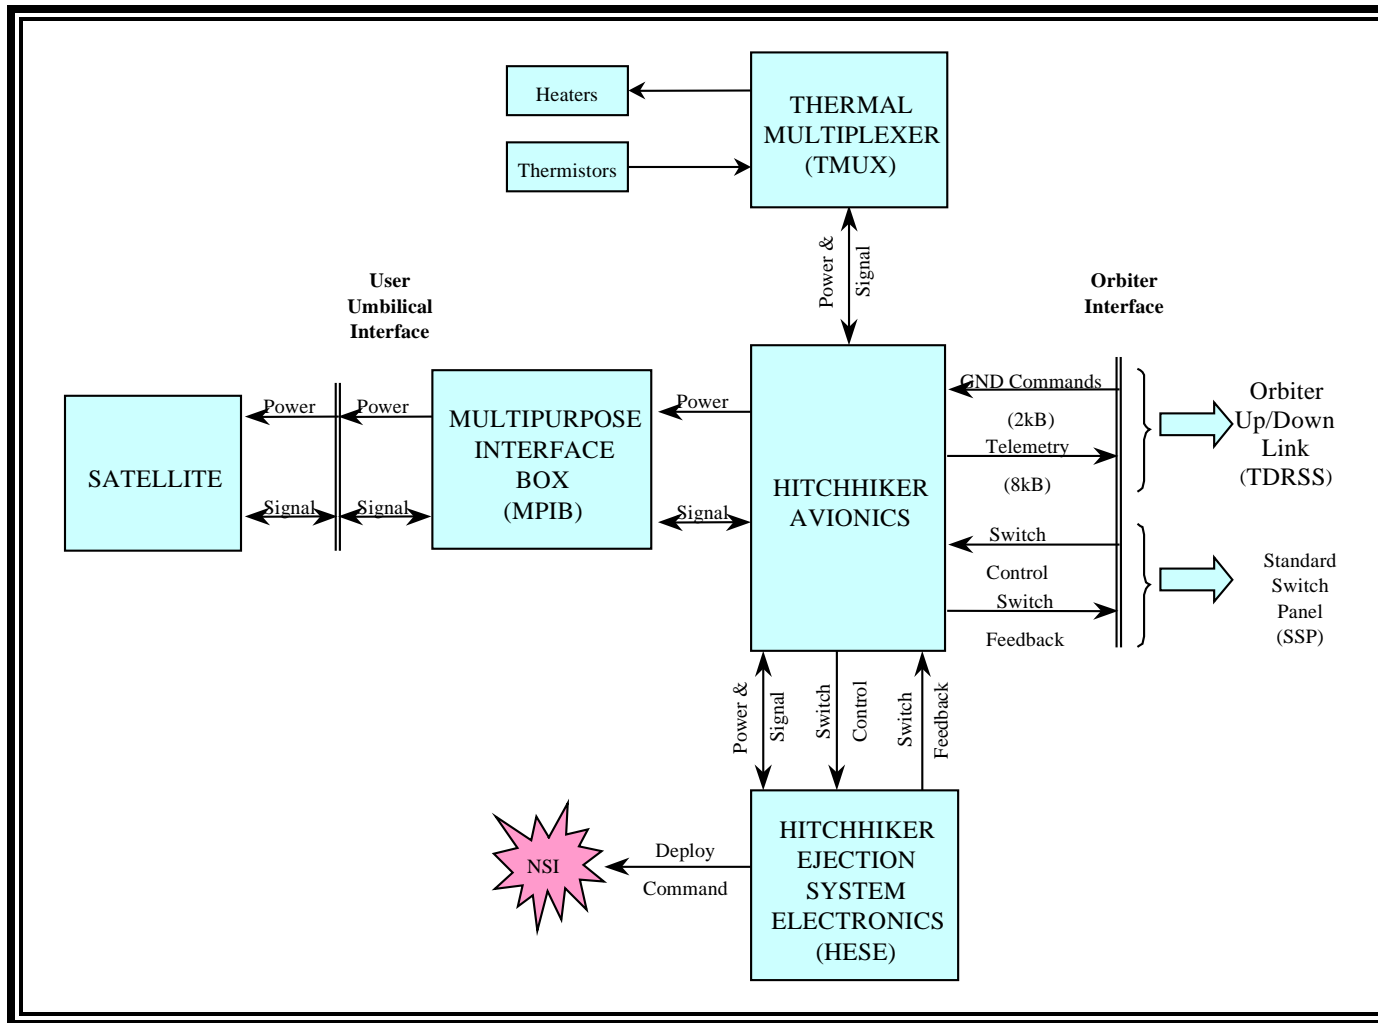 Heaters
Thermistors
THERMAL
MULTIPLEXER
(TMUX)
Power &
Signal
User
Umbilical
Interface
Orbiter
Interface
SATELLITE
Power
Signal
Power
Signal
MULTIPURPOSE
INTERFACE
BOX
(MPIB)
Power
Signal
HITCHHIKER
AVIONICS
GND Commands
(2kB)
Telemetry
(8kB)
Switch
Control
Switch
Feedback
Orbiter
Up/Down
Link
(TDRSS)
Standard
Switch
Panel
(SSP)
Power &
Signal
Switch
Control
Switch
Feedback
NSI
Deploy
Command
HITCHHIKER
EJECTION
SYSTEM
ELECTRONICS
(HESE)